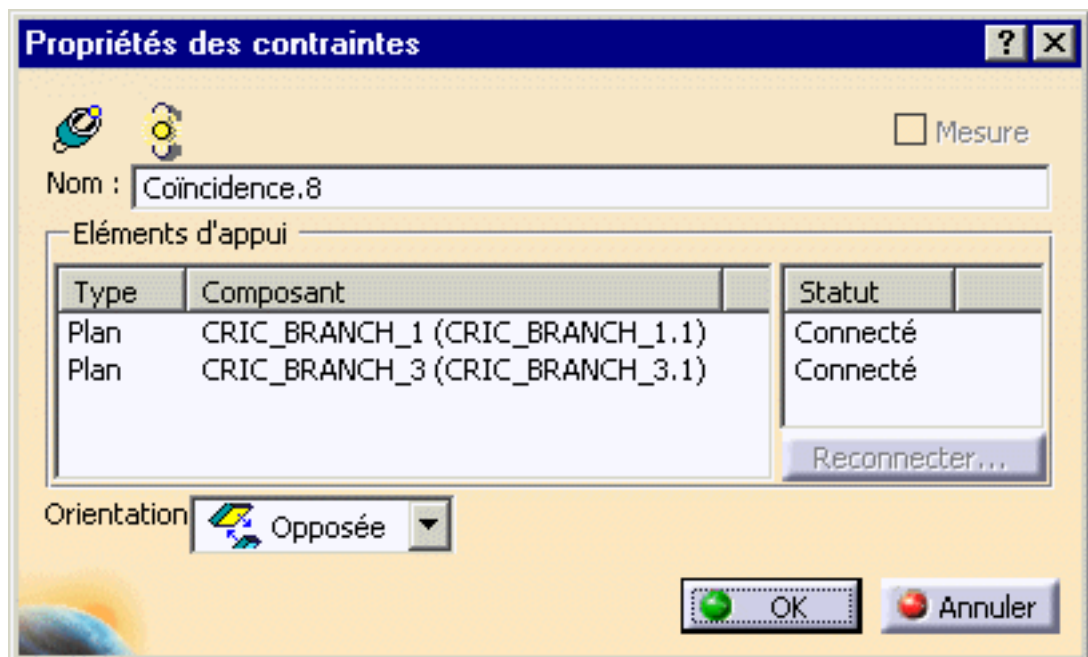 Propriétés des contraintes
Mesure
Nom : Coïncidence.8
Eléments d'appui
Type Composant Statut
Plan CRIC_BRANCH_1 (CRIC_BRANCH_1.1) Connecté
Plan CRIC_BRANCH_3 (CRIC_BRANCH_3.1) Connecté
Reconnecter...
Orientation Opposée
OK Annuler